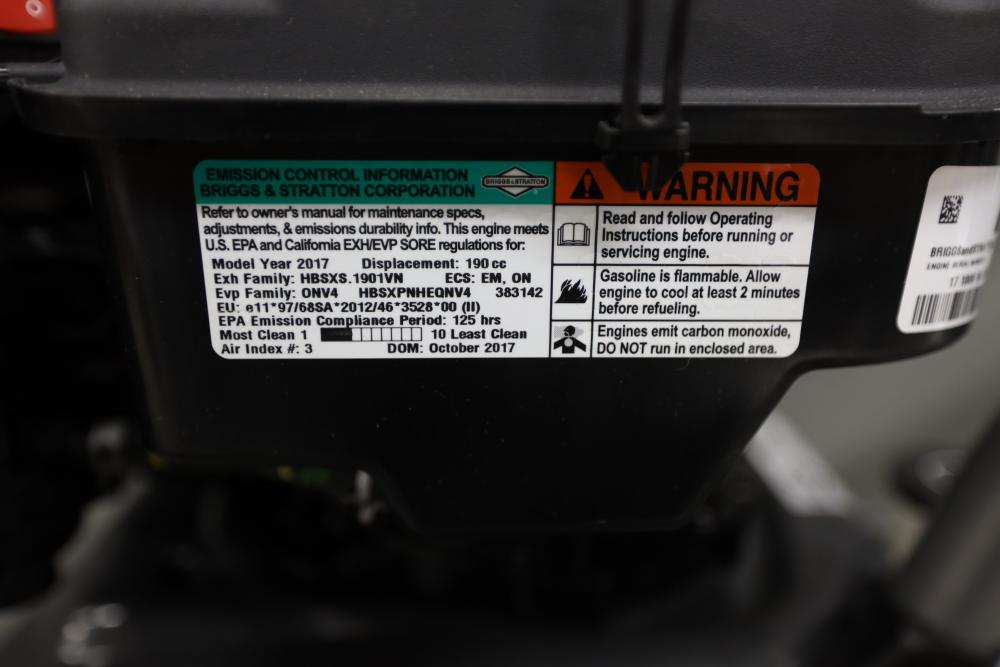 EMISSION CONTROL INFORMATION
BRIGGS & STRATTON CORPORATION
BRIGGS & STRATTON
Refer to owner's manual for maintenance specs,
adjustments, & emissions durability info. This engine meets
U.S. EPA and California EXH/EVP SORE regulations for:
Model Year 2017 Displacement: 190 cc
Exh Family: HBSXS.1901VN ECS: EM, ON
Evp Family: ONV4 HBSXPNHEQNV4 383142
EU: e11*97/68SA*2012/46*3528*00 (II)
EPA Emission Compliance Period: 125 hrs
Most Clean 1 10 Least Clean
Air Index #: 3 DOM: October 2017
WARNING
Read and follow Operating
Instructions before running or
servicing engine.
Gasoline is flammable. Allow
engine to cool at least 2 minutes
before refueling.
Engines emit carbon monoxide,
DO NOT run in enclosed area.
ENGINE SERIAL